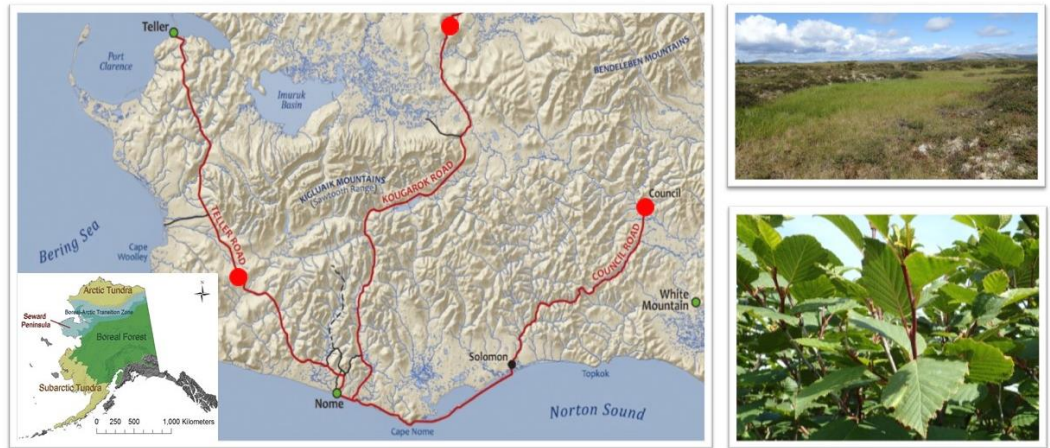 Teller
Port
Clarence
Imuruk
Basin
BENDELEBEN MOUNTAINS
KIGLUAIK MOUNTAINS
(Sawtooth Range)
KOUGAROK ROAD
TELLER ROAD
Council
COUNCIL ROAD
Bering Sea
Cape
Woolley
White
Mountain
Solomon
Topkok
Nome
Cape Nome
Norton Sound
Arctic Tundra
Boreal-Arctic Transition Zone
Seward
Peninsula
Boreal Forest
Subarctic Tundra
N
0 250 500 1,000 Kilometers